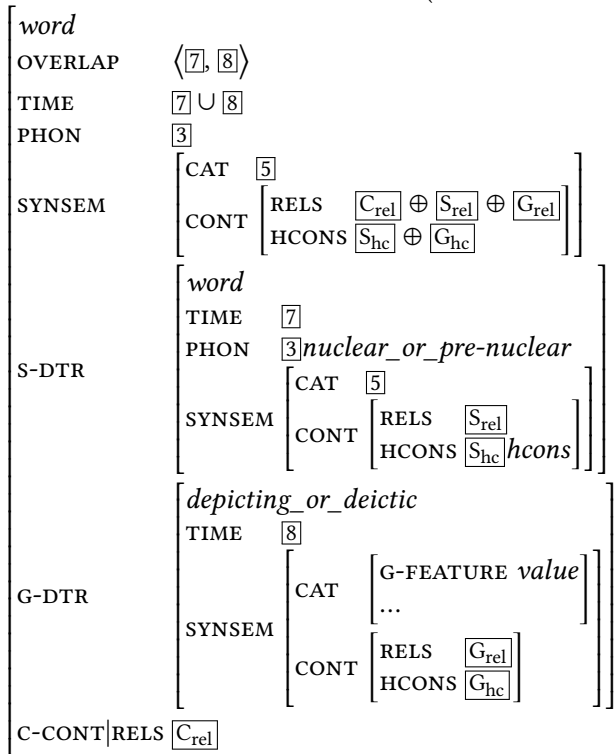 word
OVERLAP ⟨7, 8⟩
TIME 7 ∪ 8
PHON 3
SYNSEM CAT 5
CONT RELS C_rel ⊕ S_rel ⊕ G_rel
HCONS S_hc ⊕ G_hc
S-DTR word
TIME 7
PHON 3 nuclear_or_pre-nuclear
SYNSEM CAT 5
CONT RELS S_rel
HCONS S_hc hcons
G-DTR depicting_or_deictic
TIME 8
SYNSEM CAT G-FEATURE value
...
CONT RELS G_rel
HCONS G_hc
C-CONT|RELS C_rel